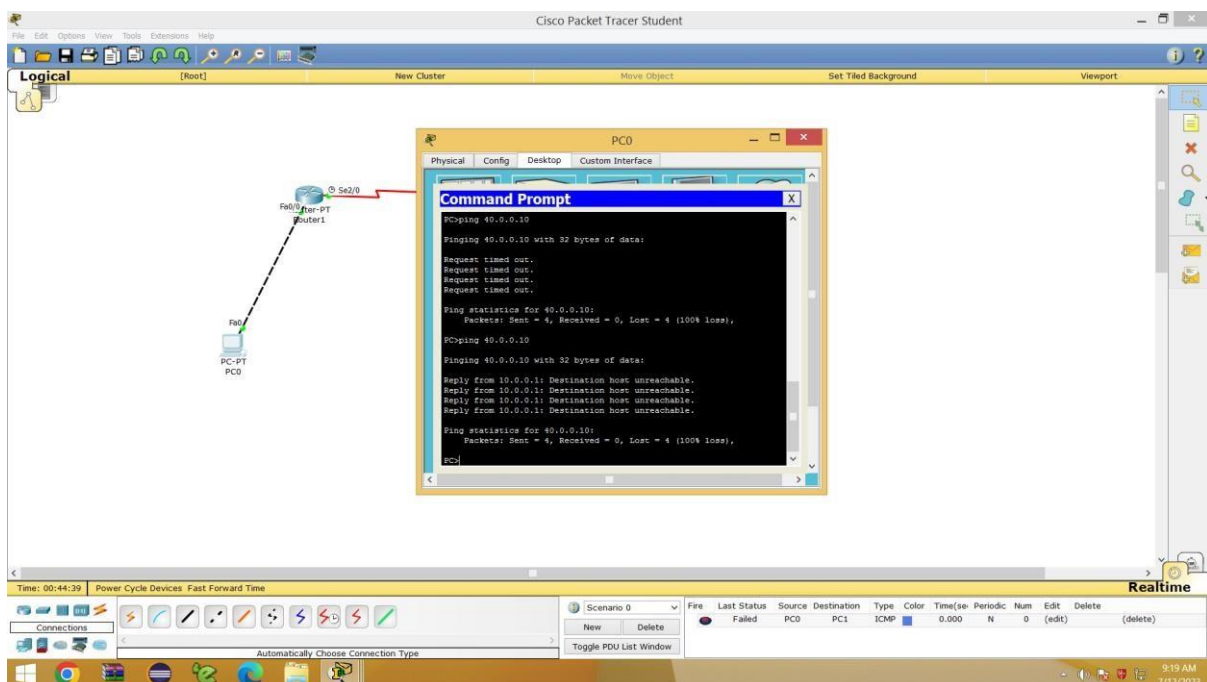 Cisco Packet Tracer Student
File Edit Options View Tools Extensions Help
Logical [Root] New Cluster Move Object Set Tiled Background Viewport
PC0
Physical Config Desktop Custom Interface
Command Prompt X
PC>ping 40.0.0.10
Pinging 40.0.0.10 with 32 bytes of data:
Request timed out.
Request timed out.
Request timed out.
Request timed out.
Ping statistics for 40.0.0.10:
Packets: Sent = 4, Received = 0, Lost = 4 (100% loss),
PC>ping 40.0.0.10
Pinging 40.0.0.10 with 32 bytes of data:
Reply from 10.0.0.1: Destination host unreachable.
Reply from 10.0.0.1: Destination host unreachable.
Reply from 10.0.0.1: Destination host unreachable.
Reply from 10.0.0.1: Destination host unreachable.
Ping statistics for 40.0.0.10:
Packets: Sent = 4, Received = 0, Lost = 4 (100% loss),
PC>
Se2/0
Fa0/0
Router1
Fa0
PC-PT
PC0
Time: 00:44:39 Power Cycle Devices Fast Forward Time
Realtime
Connections
Automatically Choose Connection Type
Scenario 0
New Delete
Toggle PDU List Window
Fire Last Status Source Destination Type Color Time(se Periodic Num Edit Delete
Failed PC0 PC1 ICMP 0.000 N 0 (edit) (delete)
9:19 AM